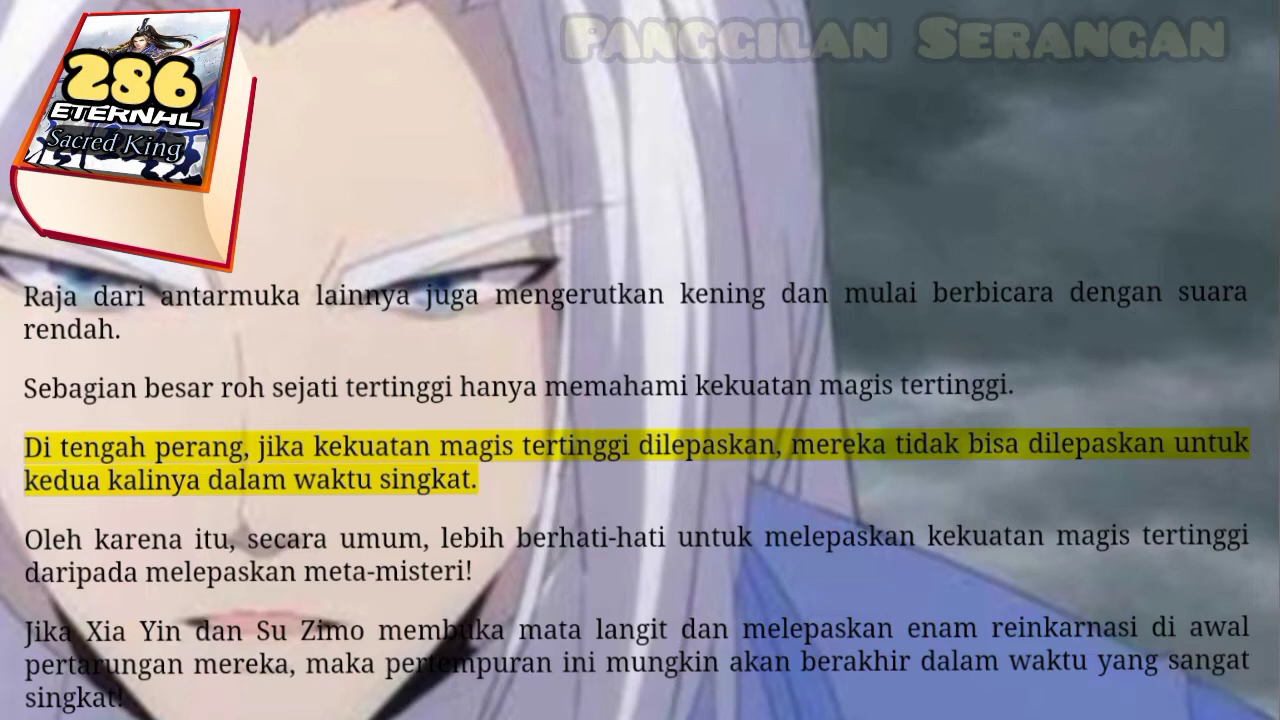 PANGGILAN SERANGAN
286
ETERNAL
Sacred King
Raja dari antarmuka lainnya juga mengerutkan kening dan mulai berbicara dengan suara
rendah.
Sebagian besar roh sejati tertinggi hanya memahami kekuatan magis tertinggi.
Di tengah perang, jika kekuatan magis tertinggi dilepaskan, mereka tidak bisa dilepaskan untuk
kedua kalinya dalam waktu singkat.
Oleh karena itu, secara umum, lebih berhati-hati untuk melepaskan kekuatan magis tertinggi
daripada melepaskan meta-misteri!
Jika Xia Yin dan Su Zimo membuka mata langit dan melepaskan enam reinkarnasi di awal
pertarungan mereka, maka pertempuran ini mungkin akan berakhir dalam waktu yang sangat
singkat!